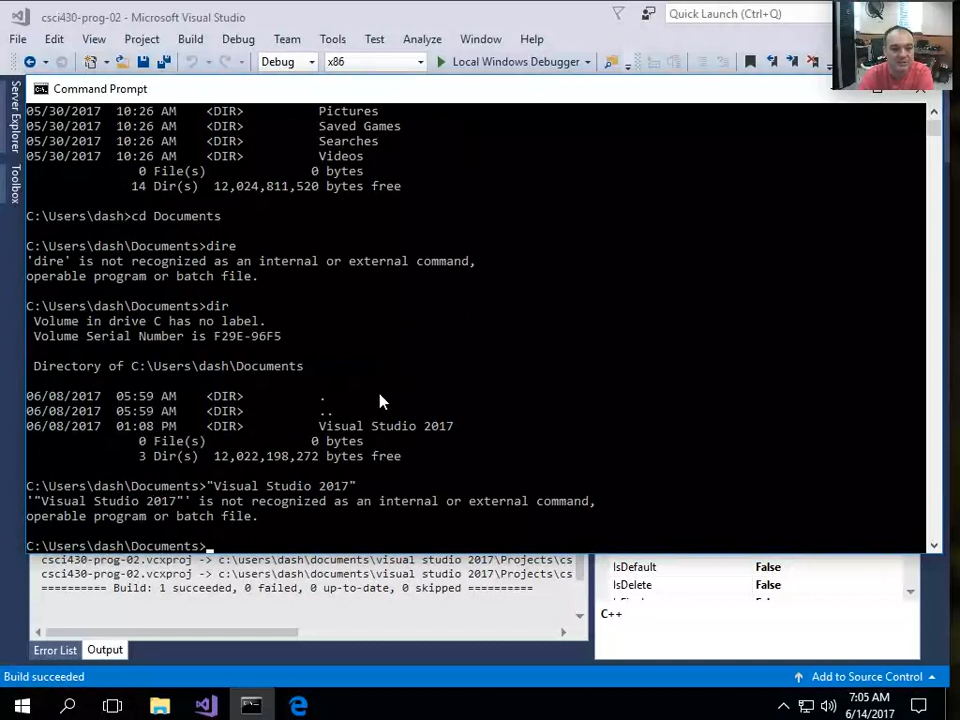 csci430-prog-02 - Microsoft Visual Studio
Quick Launch (Ctrl+Q)
File Edit View Project Build Debug Team Tools Test Analyze Window Help
Debug x86 Local Windows Debugger
Server Explorer
Toolbox
Command Prompt
05/30/2017 10:26 AM <DIR> Pictures
05/30/2017 10:26 AM <DIR> Saved Games
05/30/2017 10:26 AM <DIR> Searches
05/30/2017 10:26 AM <DIR> Videos
0 File(s) 0 bytes
14 Dir(s) 12,024,811,520 bytes free
C:\Users\dash>cd Documents
C:\Users\dash\Documents>dire
'dire' is not recognized as an internal or external command,
operable program or batch file.
C:\Users\dash\Documents>dir
Volume in drive C has no label.
Volume Serial Number is F29E-96F5
Directory of C:\Users\dash\Documents
06/08/2017 05:59 AM <DIR> .
06/08/2017 05:59 AM <DIR> ..
06/08/2017 01:08 PM <DIR> Visual Studio 2017
0 File(s) 0 bytes
3 Dir(s) 12,022,198,272 bytes free
C:\Users\dash\Documents>"Visual Studio 2017"
'"Visual Studio 2017"' is not recognized as an internal or external command,
operable program or batch file.
C:\Users\dash\Documents>
csci430-prog-02.vcxproj -> c:\users\dash\documents\visual studio 2017\Projects\cs
csci430-prog-02.vcxproj -> c:\users\dash\documents\visual studio 2017\Projects\cs
========== Build: 1 succeeded, 0 failed, 0 up-to-date, 0 skipped ==========
IsDefault False
IsDelete False
C++
Error List Output
Build succeeded
Add to Source Control
7:05 AM
6/14/2017